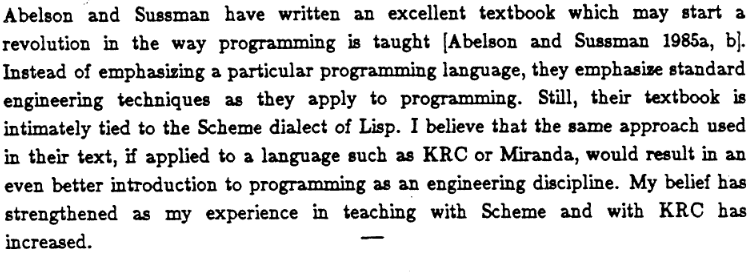 Abelson and Sussman have written an excellent textbook which may start a
revolution in the way programming is taught [Abelson and Sussman 1985a, b].
Instead of emphasizing a particular programming language, they emphasize standard
engineering techniques as they apply to programming. Still, their textbook is
intimately tied to the Scheme dialect of Lisp. I believe that the same approach used
in their text, if applied to a language such as KRC or Miranda, would result in an
even better introduction to programming as an engineering discipline. My belief has
strengthened as my experience in teaching with Scheme and with KRC has
increased.